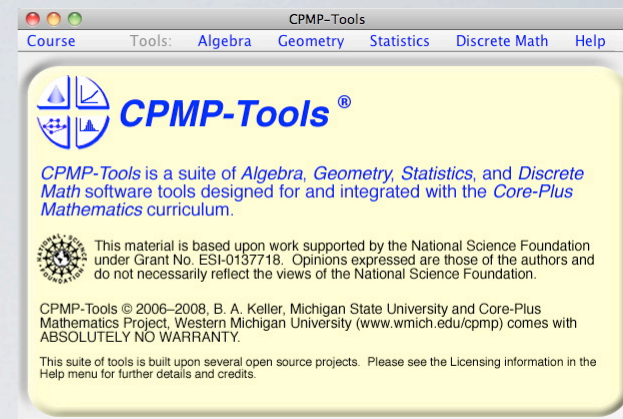 CPMP-Tools
Course Tools: Algebra Geometry Statistics Discrete Math Help
CPMP-Tools ®
CPMP-Tools is a suite of Algebra, Geometry, Statistics, and Discrete
Math software tools designed for and integrated with the Core-Plus
Mathematics curriculum.
NATIONAL SCIENCE FOUNDATION
This material is based upon work supported by the National Science Foundation
under Grant No. ESI-0137718. Opinions expressed are those of the authors and
do not necessarily reflect the views of the National Science Foundation.
CPMP-Tools © 2006–2008, B. A. Keller, Michigan State University and Core-Plus
Mathematics Project, Western Michigan University (www.wmich.edu/cpmp) comes with
ABSOLUTELY NO WARRANTY.
This suite of tools is built upon several open source projects. Please see the Licensing information in the
Help menu for further details and credits.